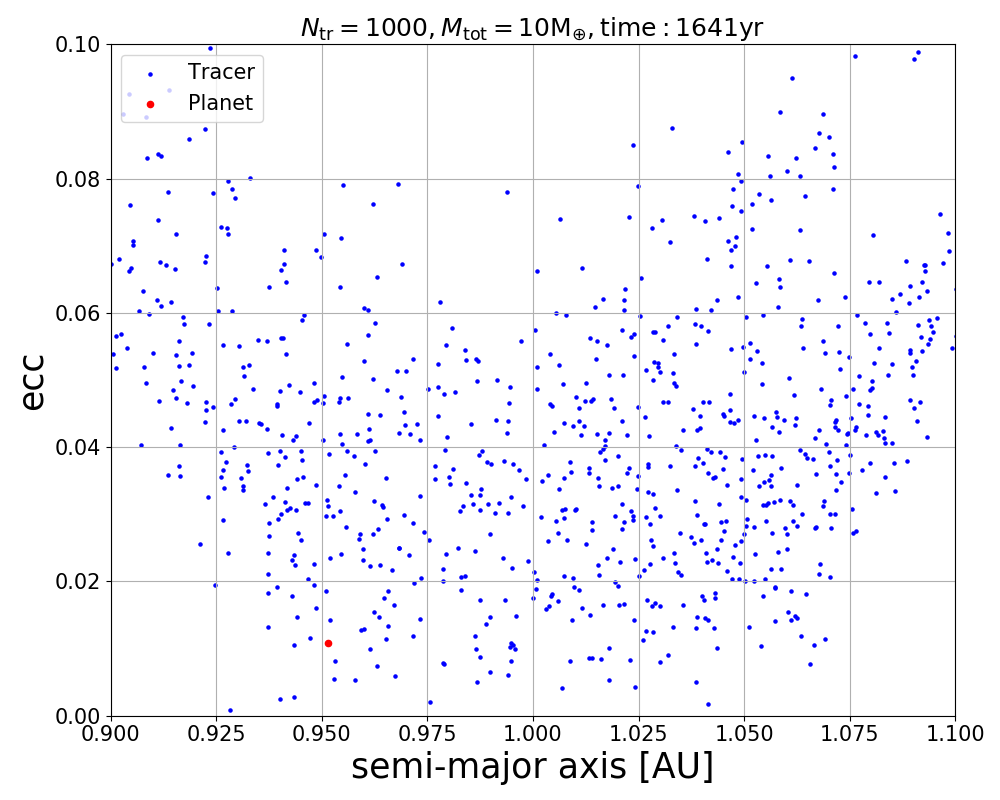 N_tr = 1000, M_tot = 10M_⊕, time : 1641yr
Tracer
Planet
ecc
0.10
0.08
0.06
0.04
0.02
0.00
0.900 0.925 0.950 0.975 1.000 1.025 1.050 1.075 1.100
semi-major axis [AU]